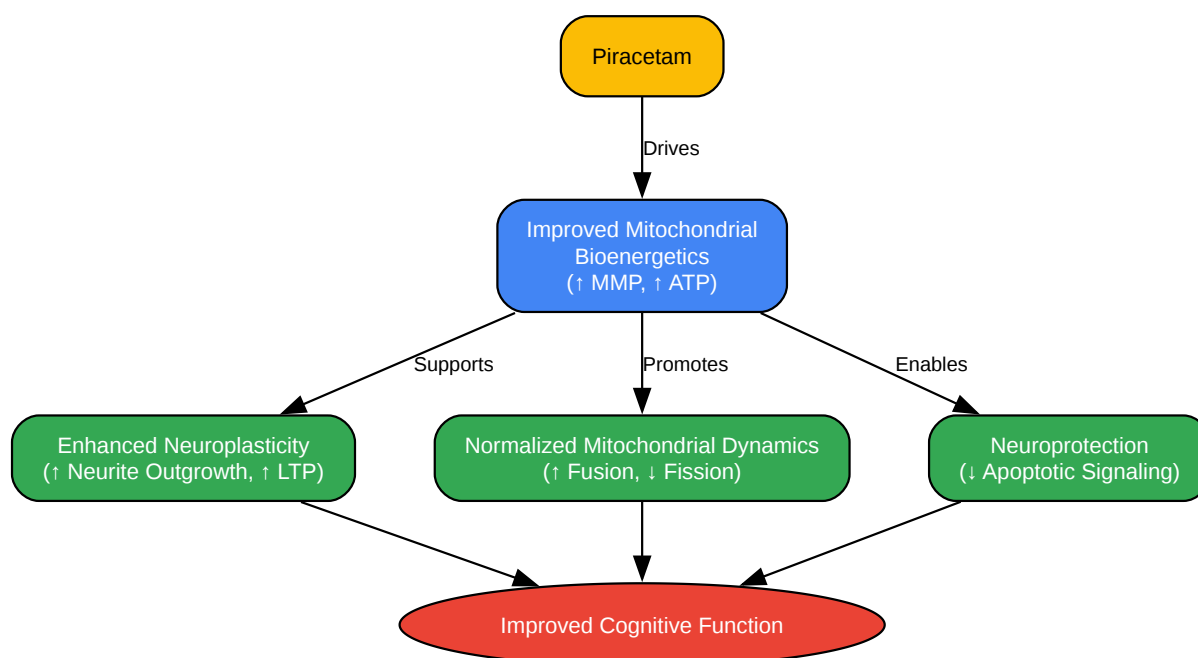 Piracetam
Drives
Improved Mitochondrial
Bioenergetics
(↑ MMP, ↑ ATP)
Supports
Promotes
Enables
Enhanced Neuroplasticity
(↑ Neurite Outgrowth, ↑ LTP)
Normalized Mitochondrial Dynamics
(↑ Fusion, ↓ Fission)
Neuroprotection
(↓ Apoptotic Signaling)
Improved Cognitive Function